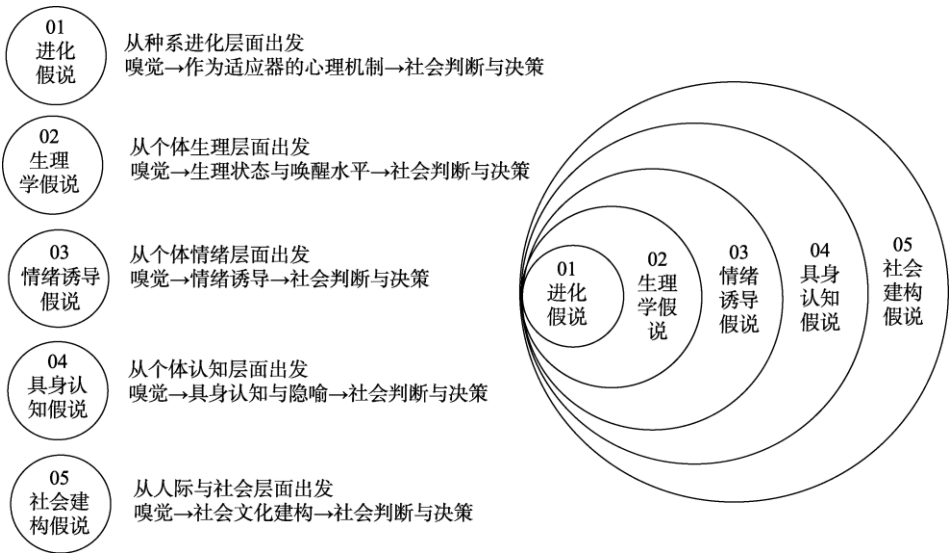 01
进化
假说
从种系进化层面出发
嗅觉→作为适应器的心理机制→社会判断与决策
02
生理
学假说
从个体生理层面出发
嗅觉→生理状态与唤醒水平→社会判断与决策
03
情绪诱导
假说
从个体情绪层面出发
嗅觉→情绪诱导→社会判断与决策
04
具身认
知假说
从个体认知层面出发
嗅觉→具身认知与隐喻→社会判断与决策
05
社会建
构假说
从人际与社会层面出发
嗅觉→社会文化建构→社会判断与决策
01
进化
假说
02
生理
学假
说
03
情绪
诱导
假说
04
具身
认知
假说
05
社会
建构
假说